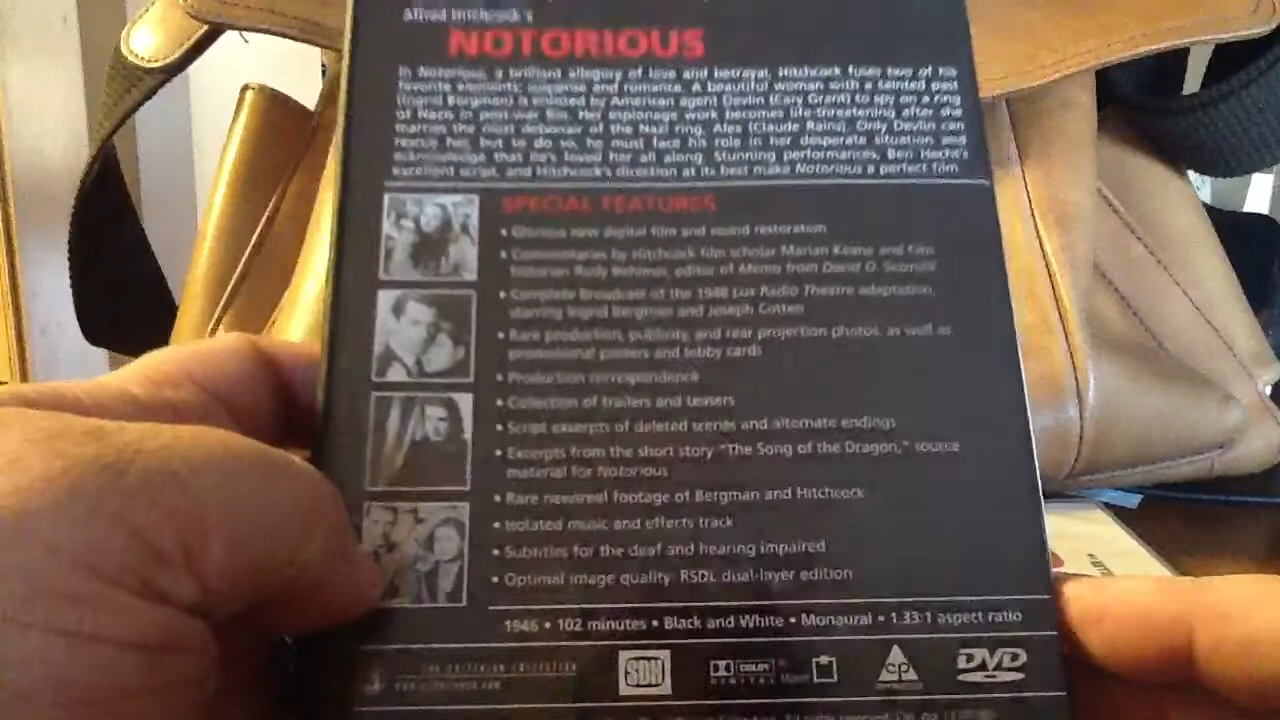 Alfred Hitchcock's
NOTORIOUS
In Notorious, a brilliant allegory of love and betrayal, Hitchcock fuses two of his
favorite elements: suspense and romance. A beautiful woman with a tainted past
(Ingrid Bergman) is enlisted by American agent Devlin (Cary Grant) to spy on a ring
of Nazis in post-war Rio. Her espionage work becomes life-threatening after she
marries the most debonair of the Nazi ring, Alex (Claude Rains). Only Devlin can
rescue her, but to do so, he must face his role in her desperate situation and
acknowledge that he's loved her all along. Stunning performances, Ben Hecht's
excellent script, and Hitchcock's direction at its best make Notorious a perfect film.
SPECIAL FEATURES
• Glorious new digital film and sound restoration
• Commentaries by Hitchcock film scholar Marian Keane and film
historian Rudy Behlmer, editor of Memo from David O. Selznick
• Complete broadcast of the 1948 Lux Radio Theatre adaptation,
starring Ingrid Bergman and Joseph Cotten
• Rare production, publicity, and rear projection photos, as well as
promotional posters and lobby cards
• Production correspondence
• Collection of trailers and teasers
• Script excerpts of deleted scenes and alternate endings
• Excerpts from the short story "The Song of the Dragon," source
material for Notorious
• Rare newsreel footage of Bergman and Hitchcock
• Isolated music and effects track
• Subtitles for the deaf and hearing impaired
• Optimal image quality: RSDL dual-layer edition
1946 • 102 minutes • Black and White • Monaural • 1.33:1 aspect ratio
THE CRITERION COLLECTION
SDH
DOLBY
DIGITAL
cp
DVD